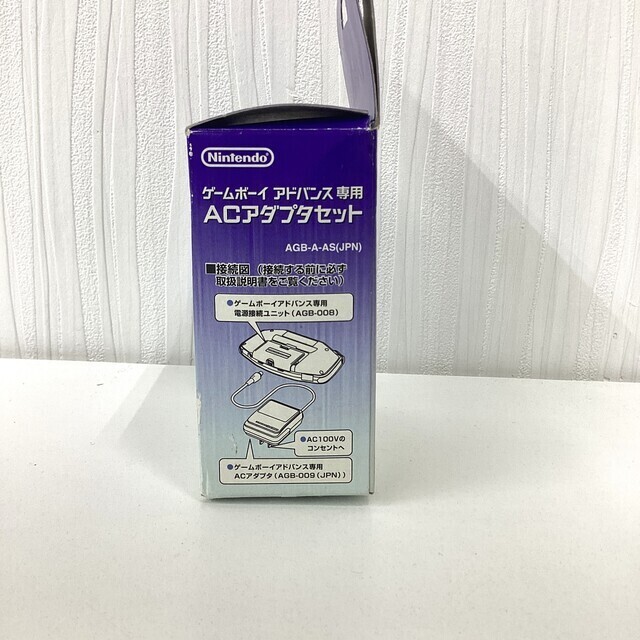 Nintendo
ゲームボーイ アドバンス 専用
ACアダプタセット
AGB-A-AS(JPN)
■接続図 (接続する前に必ず
取扱説明書をご覧ください)
●ゲームボーイアドバンス専用
電源接続ユニット(AGB-008)
●AC100Vの
コンセントへ
●ゲームボーイアドバンス専用
ACアダプタ(AGB-009(JPN))